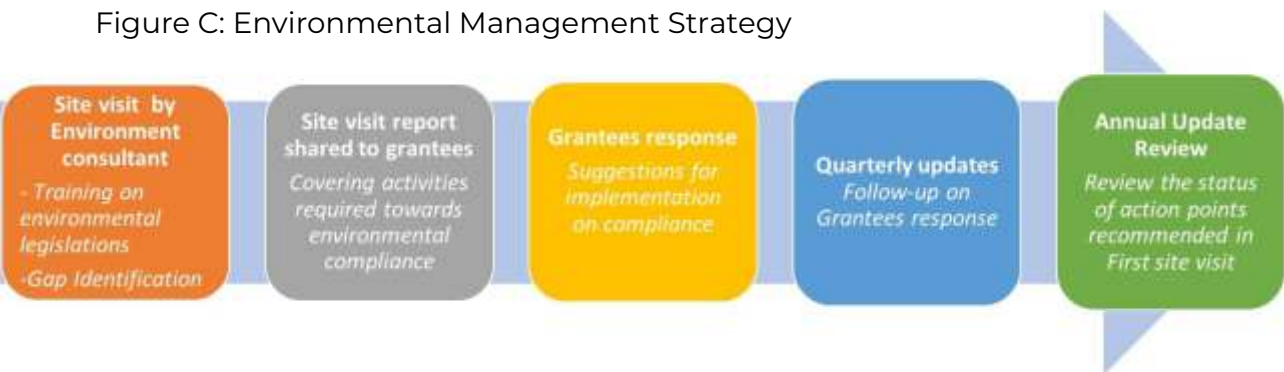 Figure C: Environmental Management Strategy
Site visit by
Environment
consultant
- Training on
environmental
legislations
-Gap Identification
Site visit report
shared to grantees
Covering activities
required towards
environmental
compliance
Grantees response
Suggestions for
implementation
on compliance
Quarterly updates
Follow-up on
Grantees response
Annual Update
Review
Review the status
of action points
recommended in
First site visit